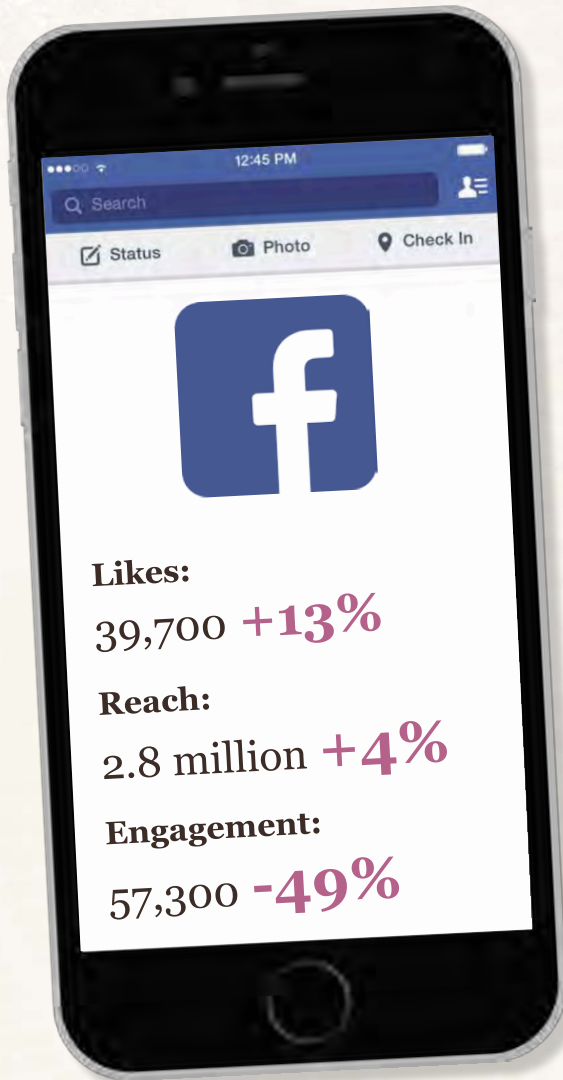 12:45 PM
Search
Status Photo Check In
f
Likes:
39,700 +13%
Reach:
2.8 million +4%
Engagement:
57,300 -49%